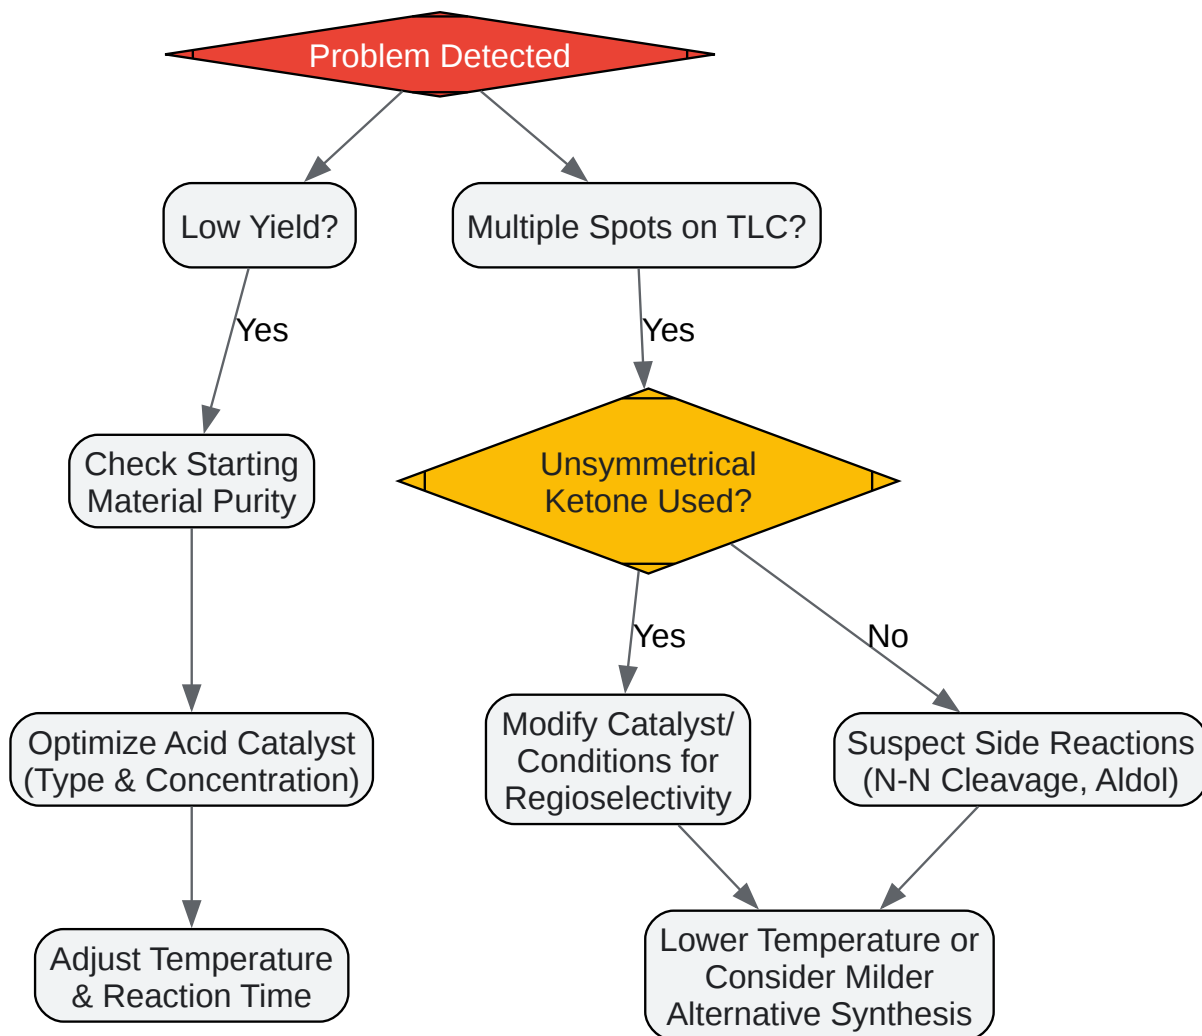 Problem Detected
Low Yield?
Multiple Spots on TLC?
Yes
Yes
Check Starting
Material Purity
Unsymmetrical
Ketone Used?
Yes
No
Optimize Acid Catalyst
(Type & Concentration)
Modify Catalyst/
Conditions for
Regioselectivity
Suspect Side Reactions
(N-N Cleavage, Aldol)
Adjust Temperature
& Reaction Time
Lower Temperature or
Consider Milder
Alternative Synthesis